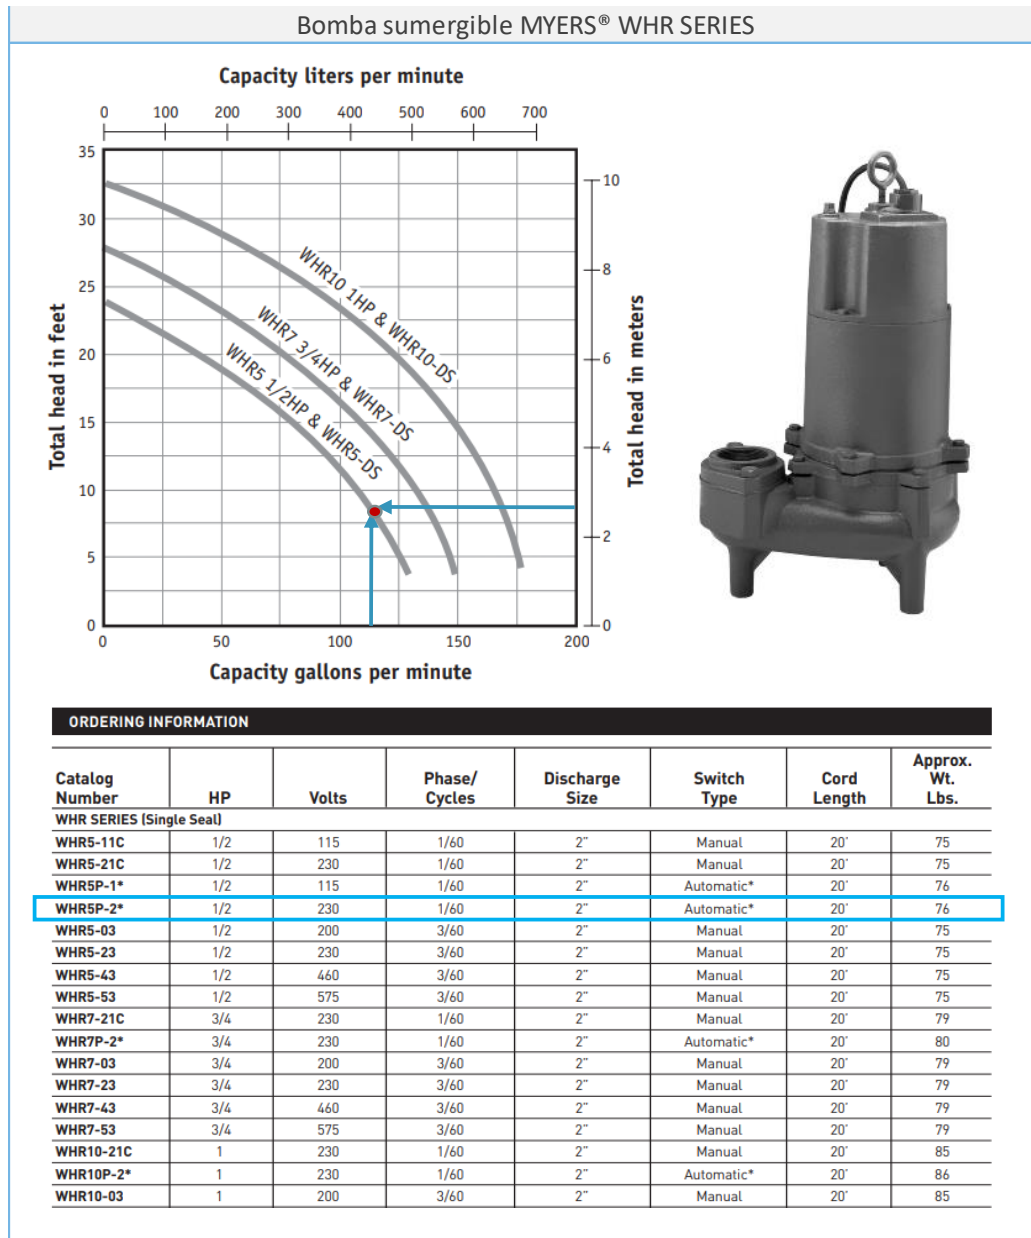 Bomba sumergible MYERS® WHR SERIES
Capacity liters per minute
0 100 200 300 400 500 600 700
35
30
25
20
15
10
5
0
Total head in feet
10
8
6
4
2
0
Total head in meters
WHR10 1HP & WHR10-DS
WHR7 3/4HP & WHR7-DS
WHR5 1/2HP & WHR5-DS
0 50 100 150 200
Capacity gallons per minute
ORDERING INFORMATION
Catalog Number HP Volts Phase/ Cycles Discharge Size Switch Type Cord Length Approx. Wt. Lbs.
WHR SERIES (Single Seal)
WHR5-11C 1/2 115 1/60 2" Manual 20' 75
WHR5-21C 1/2 230 1/60 2" Manual 20' 75
WHR5P-1* 1/2 115 1/60 2" Automatic* 20' 76
WHR5P-2* 1/2 230 1/60 2" Automatic* 20' 76
WHR5-03 1/2 200 3/60 2" Manual 20' 75
WHR5-23 1/2 230 3/60 2" Manual 20' 75
WHR5-43 1/2 460 3/60 2" Manual 20' 75
WHR5-53 1/2 575 3/60 2" Manual 20' 75
WHR7-21C 3/4 230 1/60 2" Manual 20' 79
WHR7P-2* 3/4 230 1/60 2" Automatic* 20' 80
WHR7-03 3/4 200 3/60 2" Manual 20' 79
WHR7-23 3/4 230 3/60 2" Manual 20' 79
WHR7-43 3/4 460 3/60 2" Manual 20' 79
WHR7-53 3/4 575 3/60 2" Manual 20' 79
WHR10-21C 1 230 1/60 2" Manual 20' 85
WHR10P-2* 1 230 1/60 2" Automatic* 20' 86
WHR10-03 1 200 3/60 2" Manual 20' 85